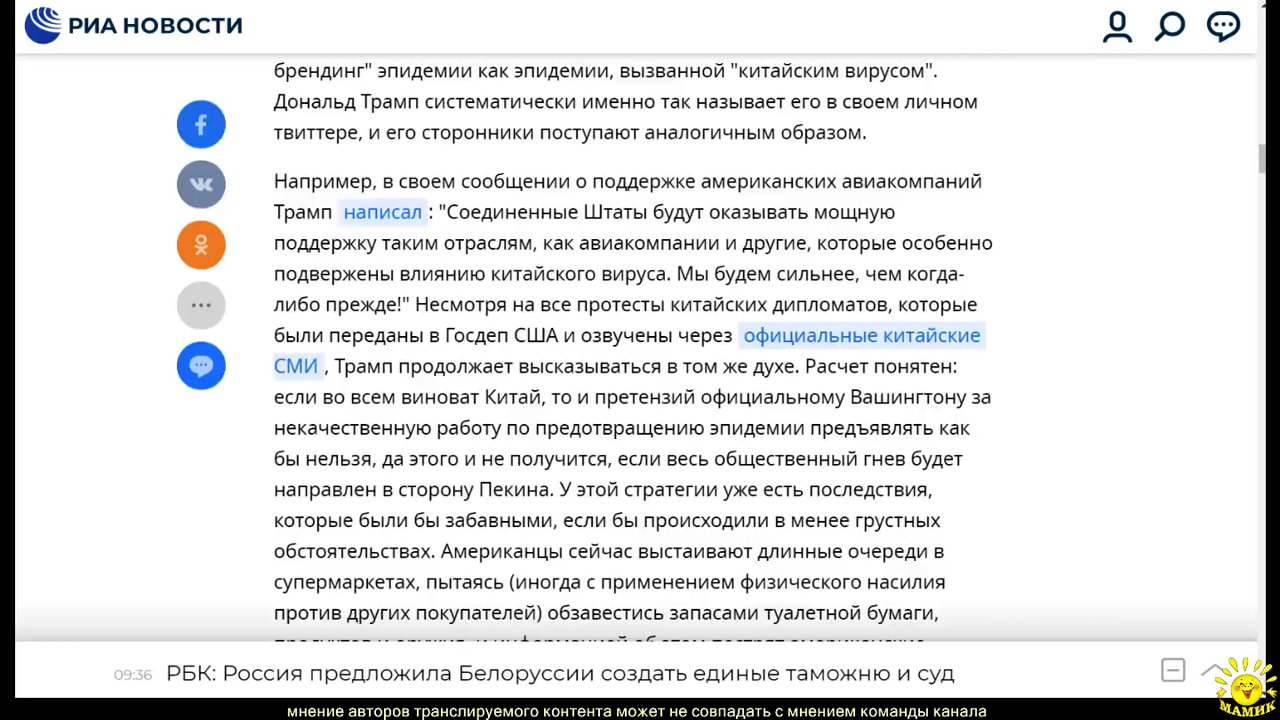 РИА НОВОСТИ
брендинг" эпидемии как эпидемии, вызванной "китайским вирусом".
Дональд Трамп систематически именно так называет его в своем личном
твиттере, и его сторонники поступают аналогичным образом.
Например, в своем сообщении о поддержке американских авиакомпаний
Трамп написал : "Соединенные Штаты будут оказывать мощную
поддержку таким отраслям, как авиакомпании и другие, которые особенно
подвержены влиянию китайского вируса. Мы будем сильнее, чем когда-
либо прежде!" Несмотря на все протесты китайских дипломатов, которые
были переданы в Госдеп США и озвучены через официальные китайские
СМИ , Трамп продолжает высказываться в том же духе. Расчет понятен:
если во всем виноват Китай, то и претензий официальному Вашингтону за
некачественную работу по предотвращению эпидемии предъявлять как
бы нельзя, да этого и не получится, если весь общественный гнев будет
направлен в сторону Пекина. У этой стратегии уже есть последствия,
которые были бы забавными, если бы происходили в менее грустных
обстоятельствах. Американцы сейчас выстаивают длинные очереди в
супермаркетах, пытаясь (иногда с применением физического насилия
против других покупателей) обзавестись запасами туалетной бумаги,
09:36 РБК: Россия предложила Белоруссии создать единые таможню и суд
МАМИК
мнение авторов транслируемого контента может не совпадать с мнением команды канала